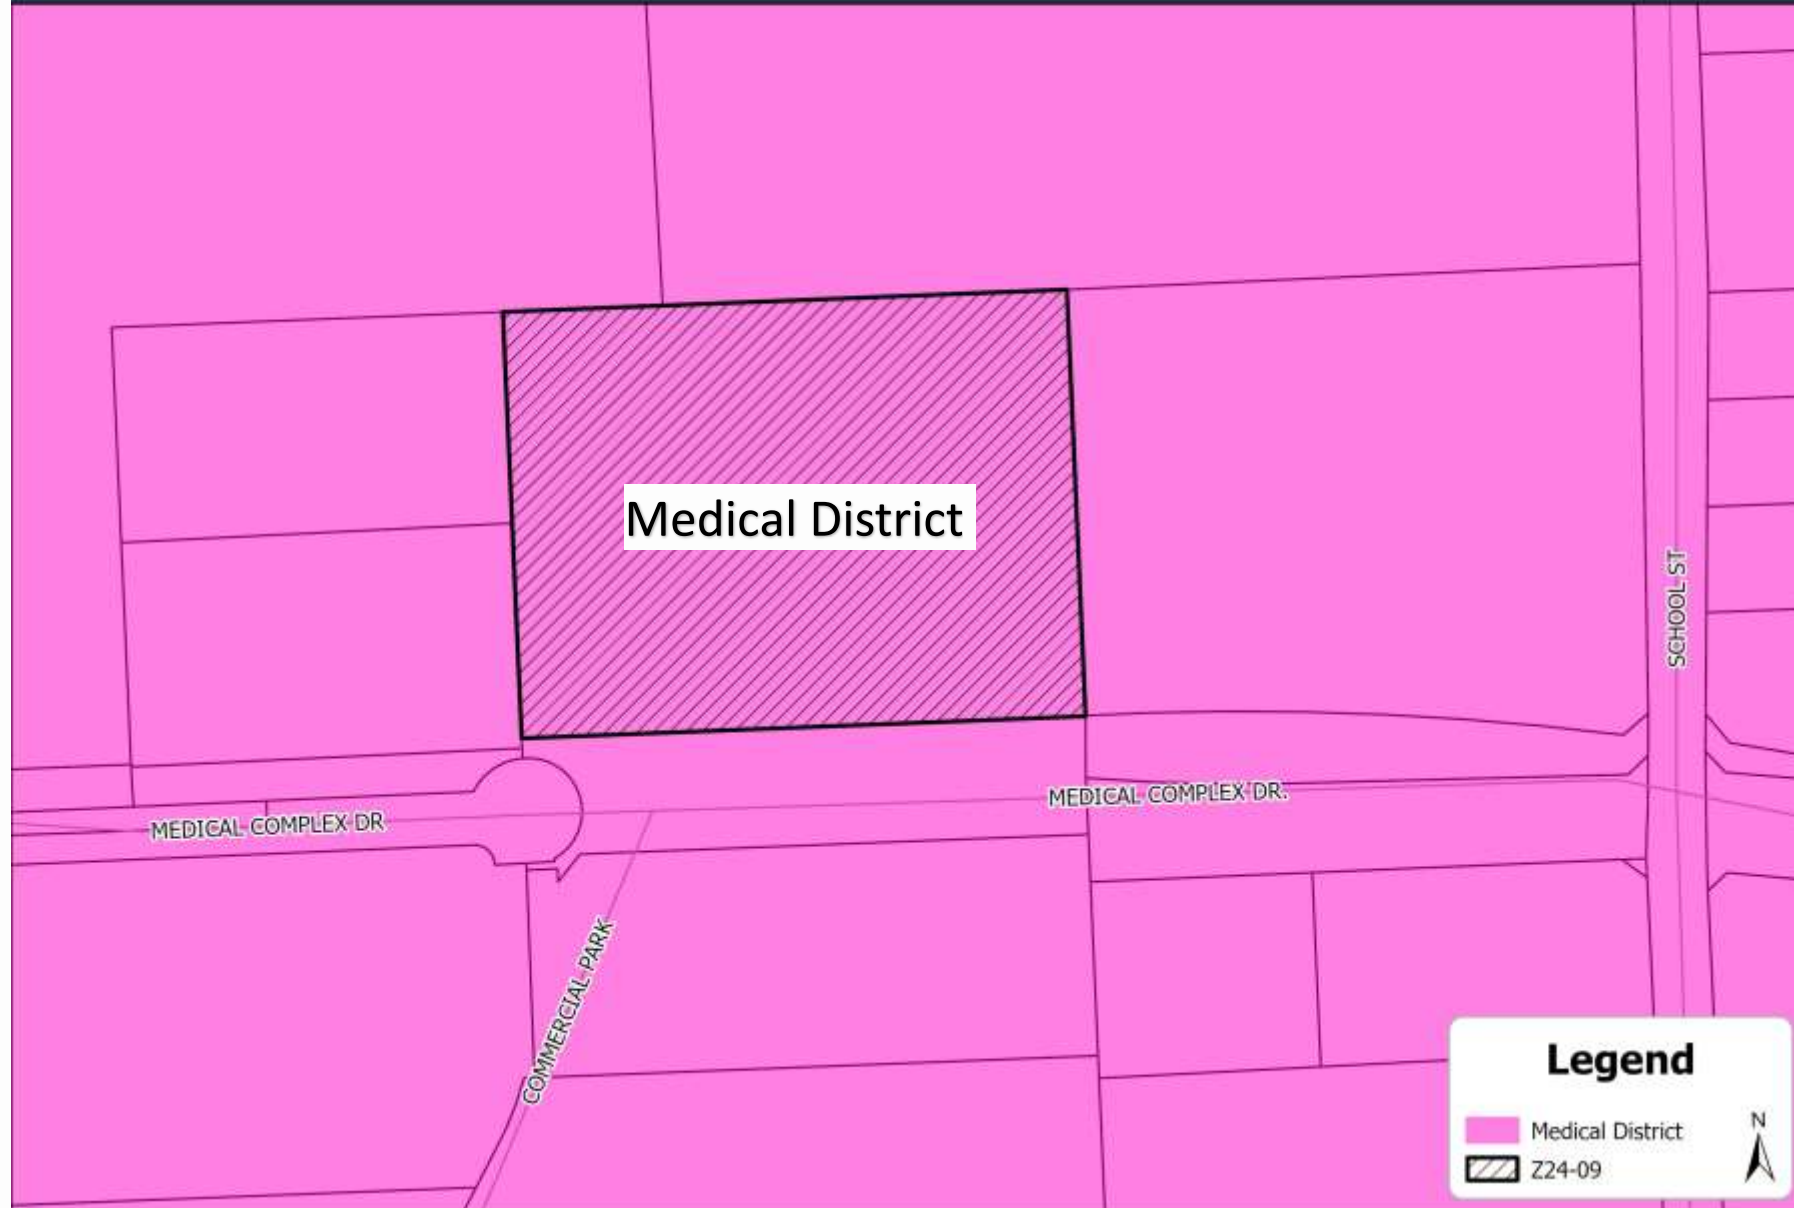 Medical District
SCHOOL ST
MEDICAL COMPLEX DR.
MEDICAL COMPLEX DR
COMMERCIAL PARK
Legend
Medical District
Z24-09
N